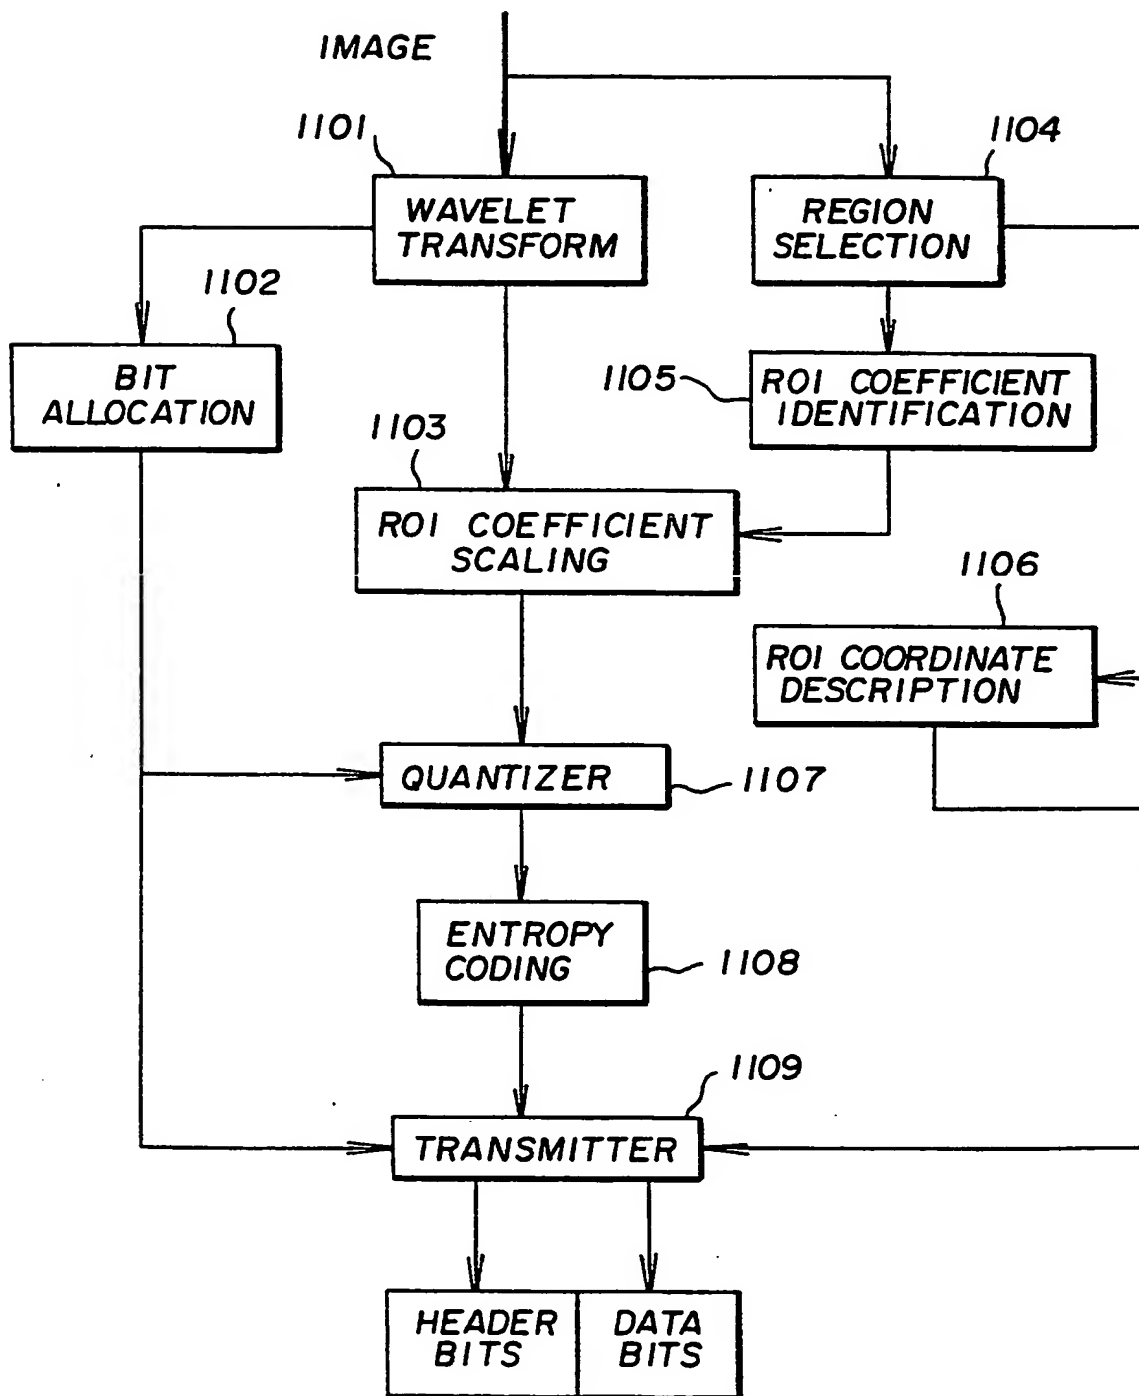 IMAGE
1101
1104
WAVELET
TRANSFORM
REGION
SELECTION
1102
BIT
ALLOCATION
1105
ROI COEFFICIENT
IDENTIFICATION
1103
ROI COEFFICIENT
SCALING
1106
ROI COORDINATE
DESCRIPTION
QUANTIZER
1107
ENTROPY
CODING
1108
1109
TRANSMITTER
HEADER
BITS
DATA
BITS